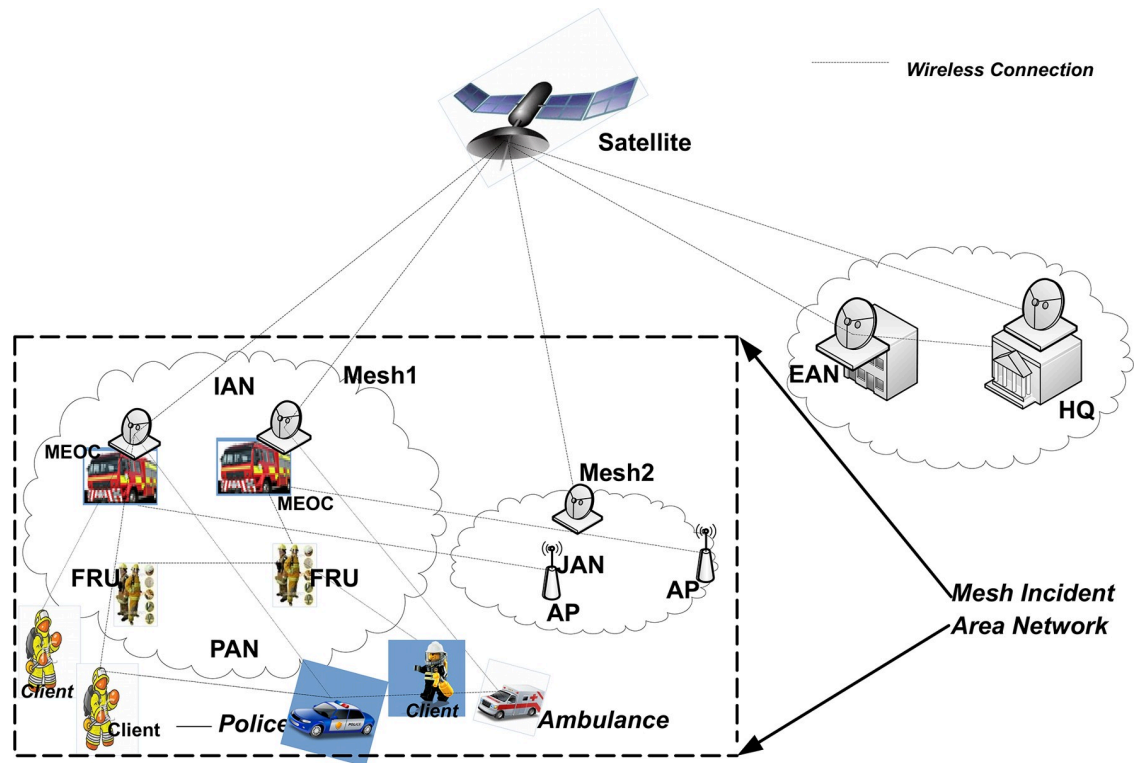 Wireless Connection
Satellite
EAN
HQ
IAN
Mesh1
MEOC
MEOC
Mesh2
JAN
AP
AP
FRU
FRU
PAN
Mesh Incident
Area Network
Client
Client
Police
POLICE
Client
Ambulance